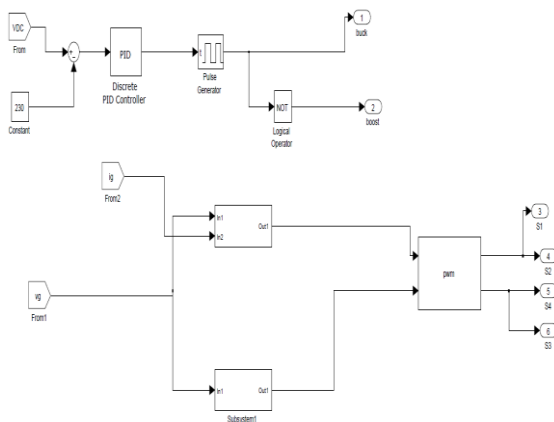 VDC
From
230
Constant
PID
Discrete
PID Controller
Pulse
Generator
NOT
Logical
Operator
1
buck
2
boost
ig
From2
vg
From1
In1
In2
Out1
In1
Out1
Subsystem1
pwm
3
S1
4
S2
5
S4
6
S3